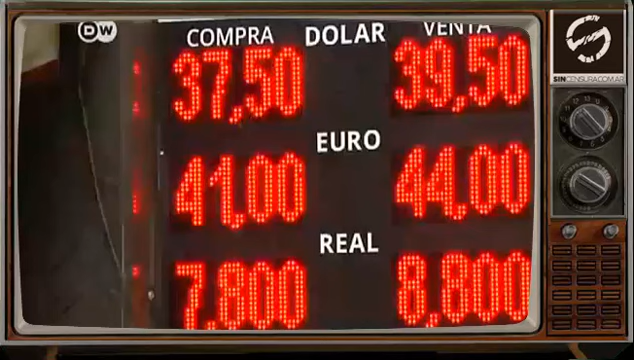 DW
COMPRA DOLAR VENTA
37,50 39,50
EURO
41,00 44,00
REAL
7,800 8,800
SINCENSURA.COM.AR